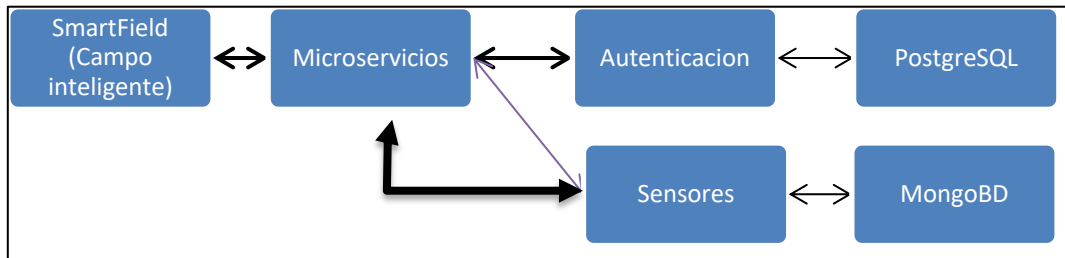 SmartField
(Campo
inteligente)
Microservicios
Autenticacion
PostgreSQL
Sensores
MongoBD